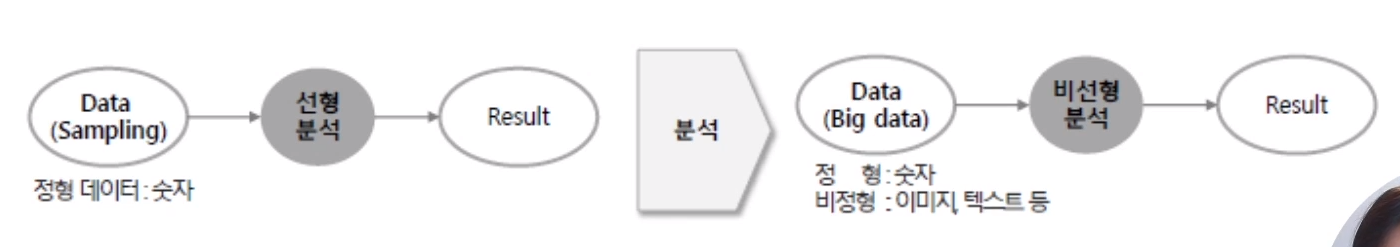 Data
(Sampling)
선형
분석
Result
정형 데이터 : 숫자
분석
Data
(Big data)
비선형
분석
Result
정 형 : 숫자
비정형 : 이미지, 텍스트 등